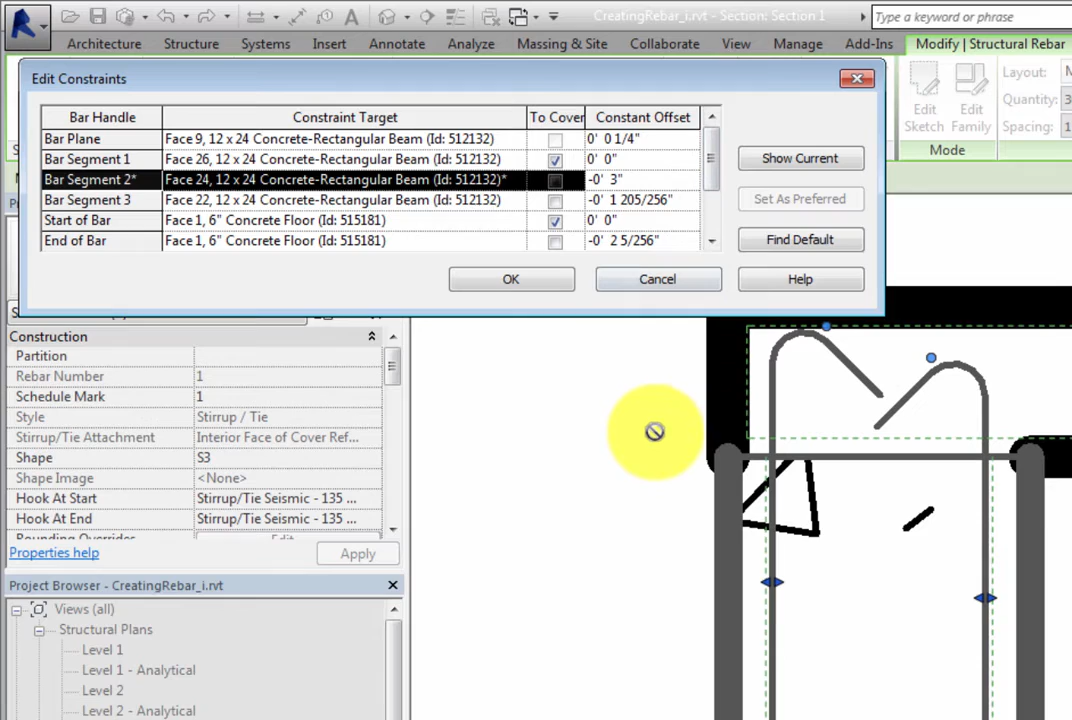 CreatingRebar_i.rvt - Section: Section 1
Type a keyword or phrase
Architecture Structure Systems Insert Annotate Analyze Massing & Site Collaborate View Manage Add-Ins Modify | Structural Rebar
Edit Constraints
Bar Handle Constraint Target To Cover Constant Offset
Bar Plane Face 9, 12 x 24 Concrete-Rectangular Beam (Id: 512132) 0' 0 1/4"
Bar Segment 1 Face 26, 12 x 24 Concrete-Rectangular Beam (Id: 512132) 0' 0"
Bar Segment 2* Face 24, 12 x 24 Concrete-Rectangular Beam (Id: 512132)* -0' 3"
Bar Segment 3 Face 22, 12 x 24 Concrete-Rectangular Beam (Id: 512132) -0' 1 205/256"
Start of Bar Face 1, 6" Concrete Floor (Id: 515181) 0' 0"
End of Bar Face 1, 6" Concrete Floor (Id: 515181) -0' 2 5/256"
Show Current
Set As Preferred
Find Default
OK Cancel Help
Edit Sketch
Edit Family
Layout:
Quantity: 3
Spacing: 1
Mode
Construction
Partition
Rebar Number 1
Schedule Mark 1
Style Stirrup / Tie
Stirrup/Tie Attachment Interior Face of Cover Ref...
Shape S3
Shape Image <None>
Hook At Start Stirrup/Tie Seismic - 135 ...
Hook At End Stirrup/Tie Seismic - 135 ...
Rounding Overrides Edit...
Properties help Apply
Project Browser - CreatingRebar_i.rvt
Views (all)
Structural Plans
Level 1
Level 1 - Analytical
Level 2
Level 2 - Analytical